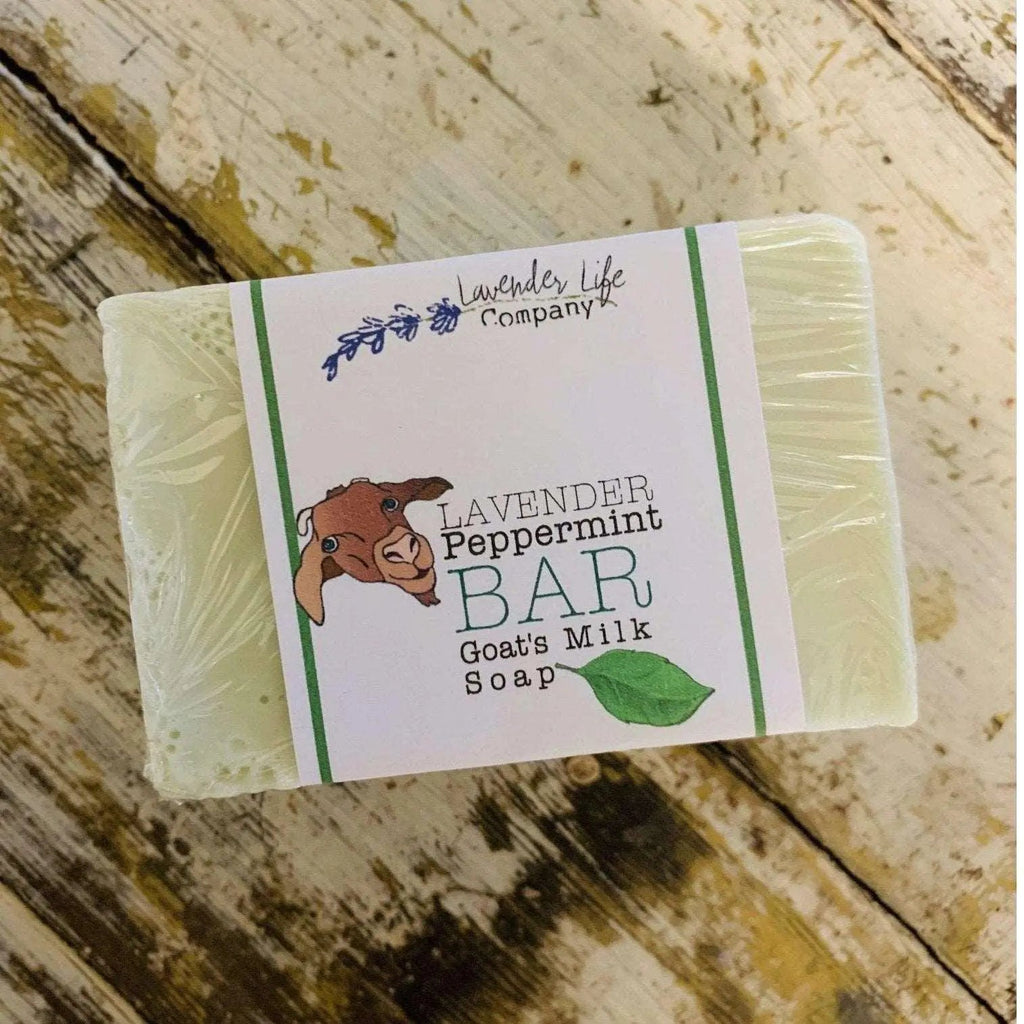 Lavender Life
Company
LAVENDER
Peppermint
BAR
Goat's Milk
Soap